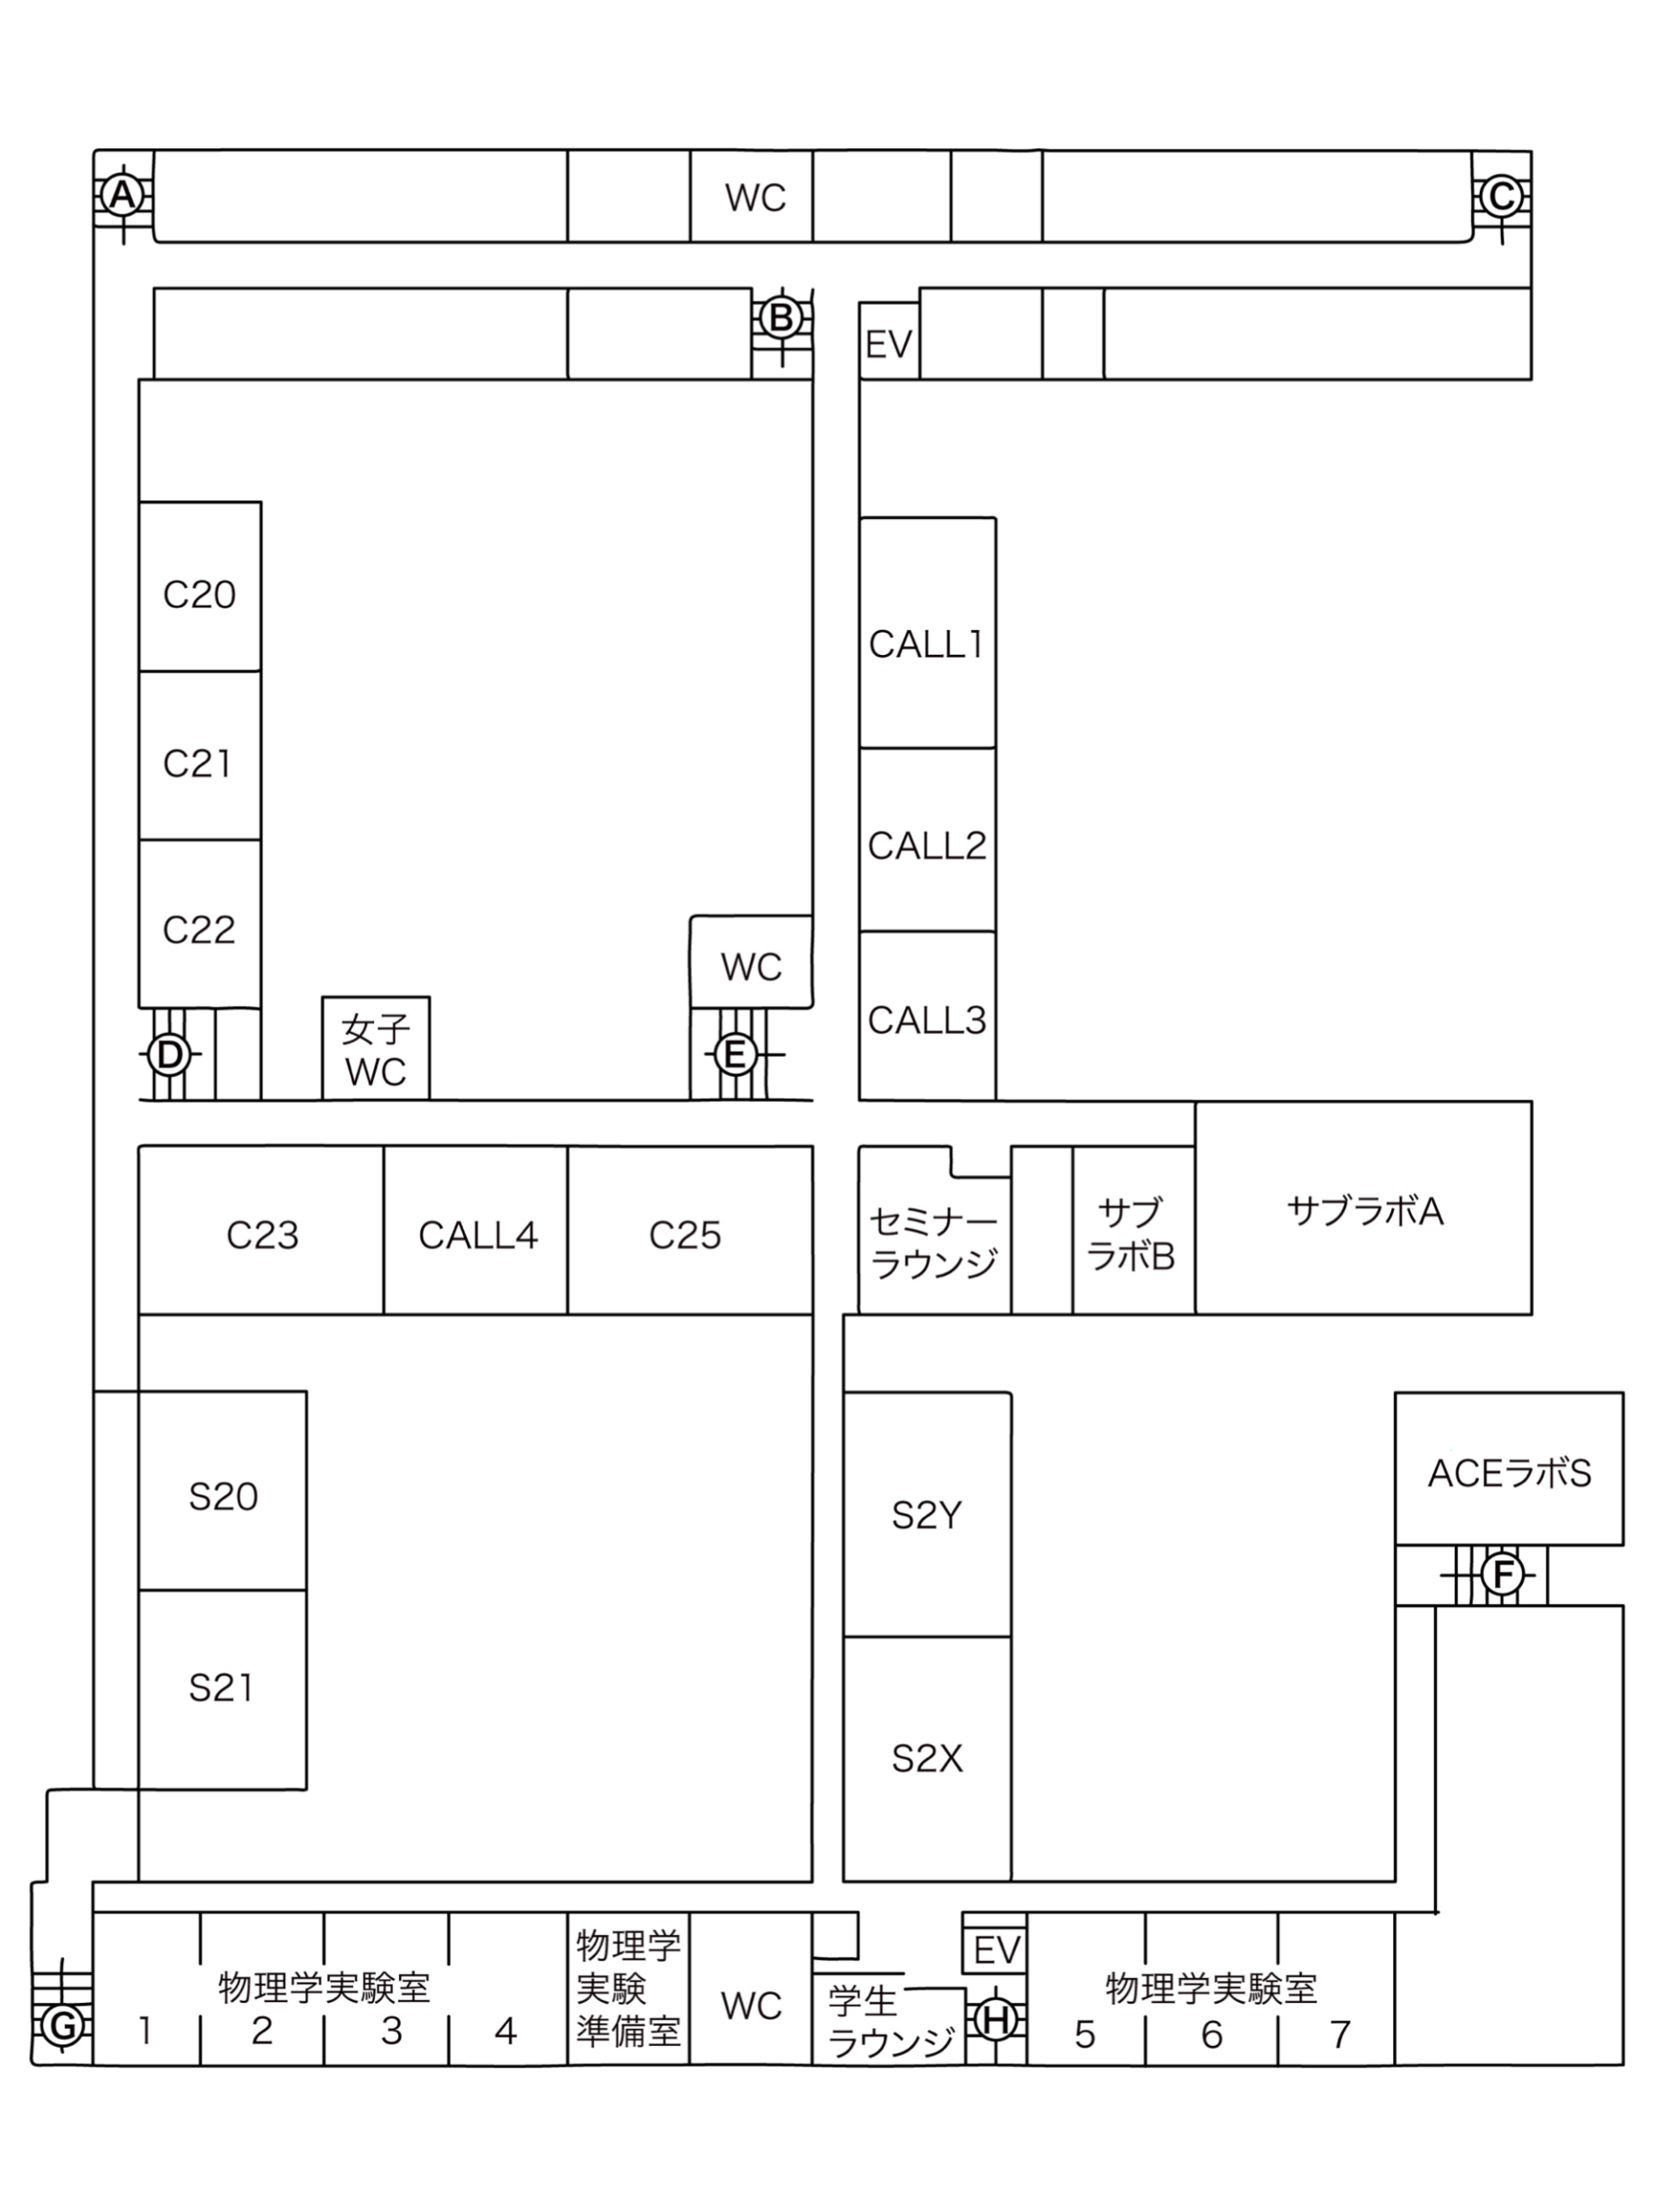 A
WC
C
B
EV
C20
CALL1
C21
CALL2
C22
WC
CALL3
D
女子
WC
E
C23
CALL4
C25
セミナー
ラウンジ
サブ
ラボB
サブラボA
S20
S2Y
ACEラボS
F
S21
S2X
物理学実験室
1
2
3
4
物理学
実験
準備室
WC
学生
ラウンジ
EV
H
G
物理学実験室
5
6
7